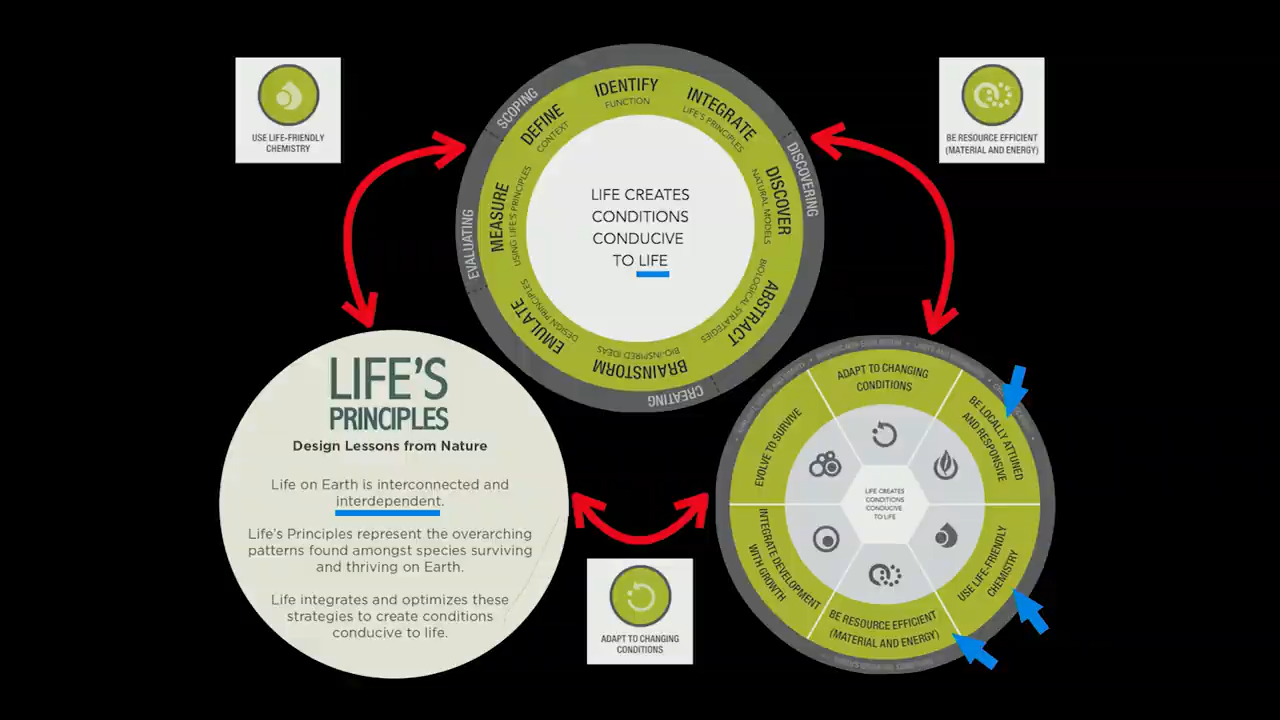 USE LIFE-FRIENDLY
CHEMISTRY
BE RESOURCE EFFICIENT
(MATERIAL AND ENERGY)
SCOPING
DISCOVERING
CREATING
EVALUATING
IDENTIFY
FUNCTION
INTEGRATE
LIFE'S PRINCIPLES
DISCOVER
NATURAL MODELS
ABSTRACT
BIOLOGICAL STRATEGIES
BRAINSTORM
BIO-INSPIRED IDEAS
EMULATE
DESIGN PRINCIPLES
MEASURE
USING LIFE'S PRINCIPLES
DEFINE
CONTEXT
LIFE CREATES
CONDITIONS
CONDUCIVE
TO LIFE
LIFE'S
PRINCIPLES
Design Lessons from Nature
Life on Earth is interconnected and
interdependent.
Life's Principles represent the overarching
patterns found amongst species surviving
and thriving on Earth.
Life integrates and optimizes these
strategies to create conditions
conducive to life.
ADAPT TO CHANGING
CONDITIONS
ADAPT TO CHANGING
CONDITIONS
BE LOCALLY ATTUNED
AND RESPONSIVE
USE LIFE-FRIENDLY
CHEMISTRY
BE RESOURCE EFFICIENT
(MATERIAL AND ENERGY)
INTEGRATE DEVELOPMENT
WITH GROWTH
EVOLVE TO SURVIVE
LIFE CREATES
CONDITIONS
CONDUCIVE
TO LIFE